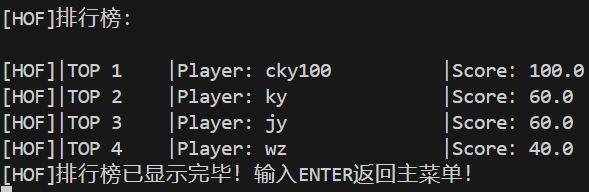 [HOF]排行榜:
[HOF]|TOP 1    |Player: cky100          |Score: 100.0
[HOF]|TOP 2    |Player: ky              |Score: 60.0
[HOF]|TOP 3    |Player: jy              |Score: 60.0
[HOF]|TOP 4    |Player: wz              |Score: 40.0
[HOF]排行榜已显示完毕！输入ENTER返回主菜单！